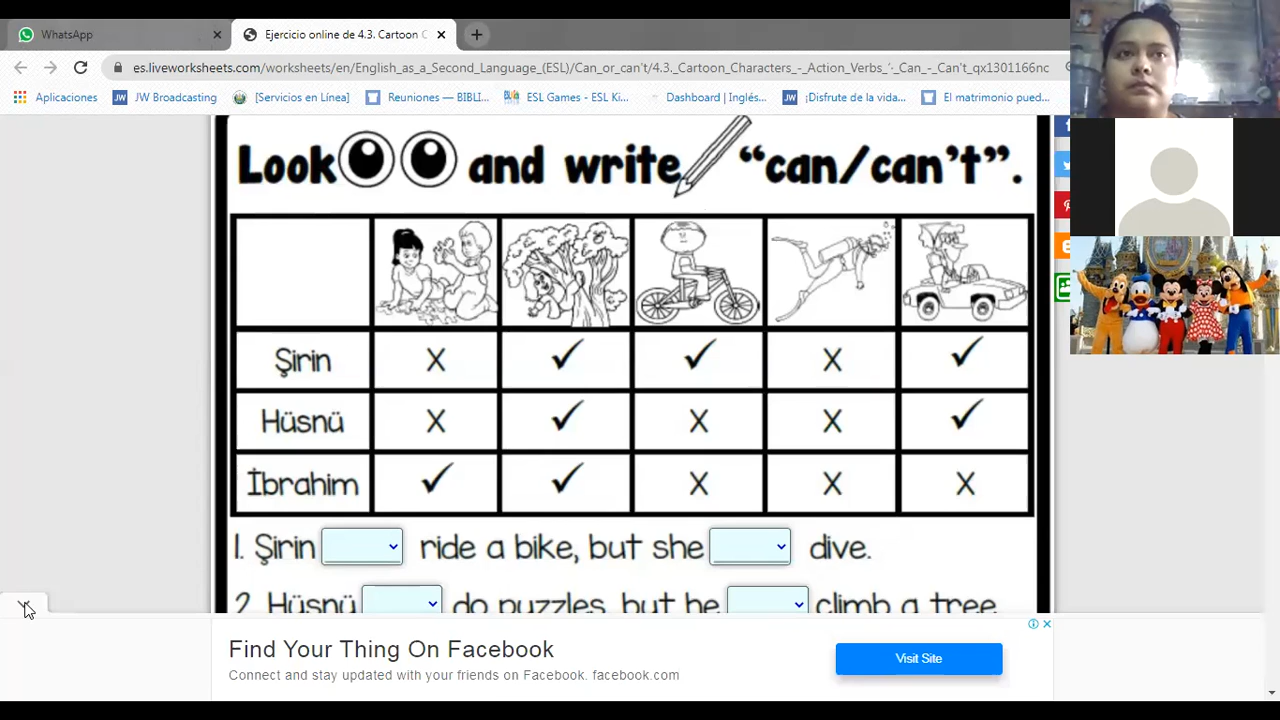 WhatsApp
Ejercicio online de 4.3. Cartoon C
es.liveworksheets.com/worksheets/en/English_as_a_Second_Language_(ESL)/Can_or_can't/4.3._Cartoon_Characters_-_Action_Verbs_'-_Can_-_Can't_qx1301166nc
Aplicaciones JW Broadcasting [Servicios en Línea] Reuniones — BIBLI... ESL Games - ESL Ki... Dashboard | Inglés,... ¡Disfrute de la vida... El matrimonio pued...
Look and write "can/can't".
Şirin X ✓ ✓ X ✓
Hüsnü X ✓ X X ✓
İbrahim ✓ ✓ X X X
1. Şirin ride a bike, but she dive.
2. Hüsnü do puzzles, but he climb a tree
Find Your Thing On Facebook
Connect and stay updated with your friends on Facebook. facebook.com
Visit Site